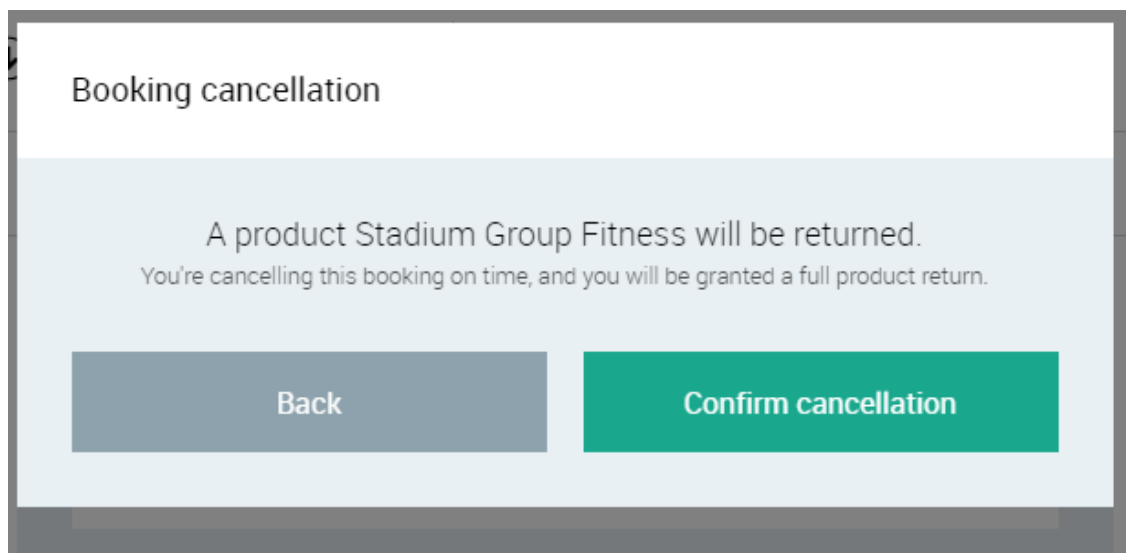 Booking cancellation
A product Stadium Group Fitness will be returned.
You're cancelling this booking on time, and you will be granted a full product return.
Back
Confirm cancellation